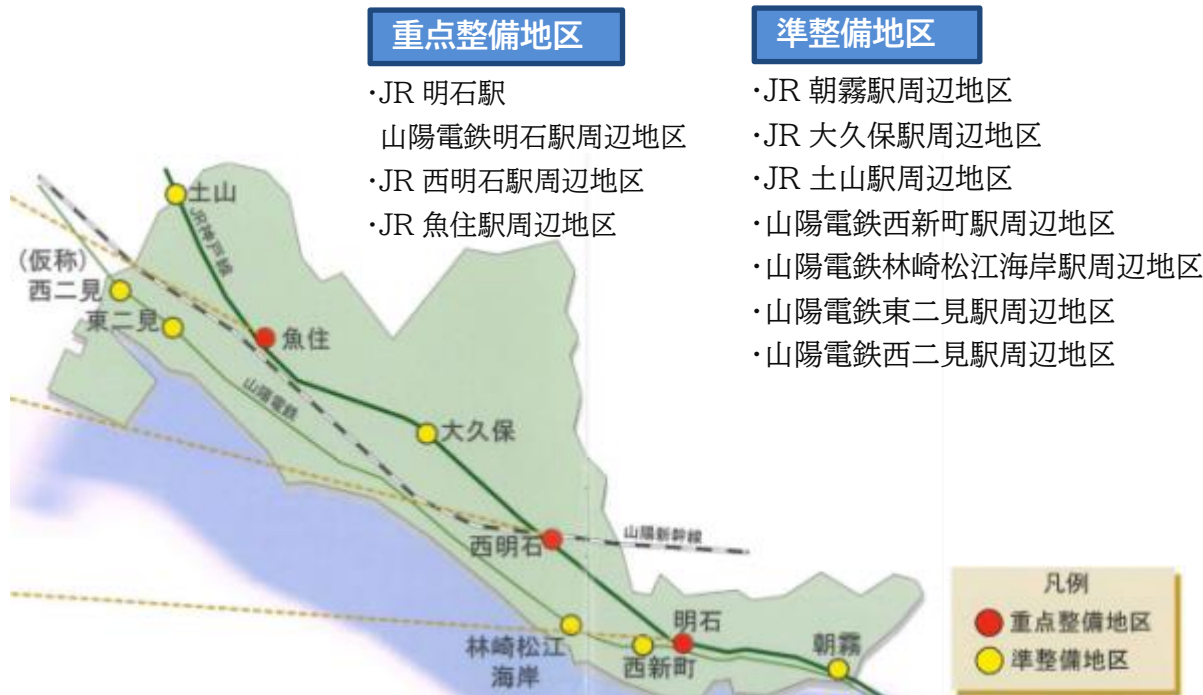 重点整備地区
・JR 明石駅
山陽電鉄明石駅周辺地区
・JR 西明石駅周辺地区
・JR 魚住駅周辺地区
準整備地区
・JR 朝霧駅周辺地区
・JR 大久保駅周辺地区
・JR 土山駅周辺地区
・山陽電鉄西新町駅周辺地区
・山陽電鉄林崎松江海岸駅周辺地区
・山陽電鉄東二見駅周辺地区
・山陽電鉄西二見駅周辺地区
土山
JR神戸線
(仮称)
西二見
東二見
魚住
山陽電鉄
大久保
西明石
山陽新幹線
林崎松江
海岸
西新町
明石
朝霧
凡例
重点整備地区
準整備地区